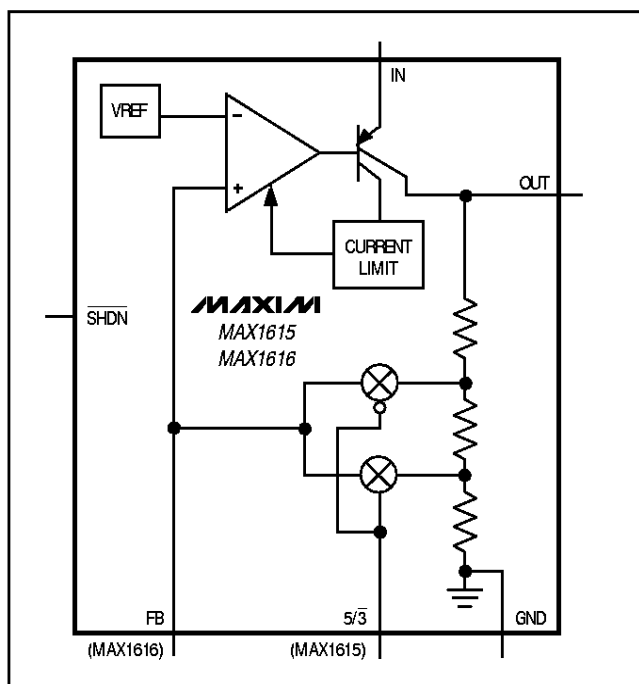 IN
VREF
−
+
OUT
CURRENT
LIMIT
MAXIM
SHDN
MAX1615
MAX1616
FB
5/3
GND
(MAX1616)
(MAX1615)